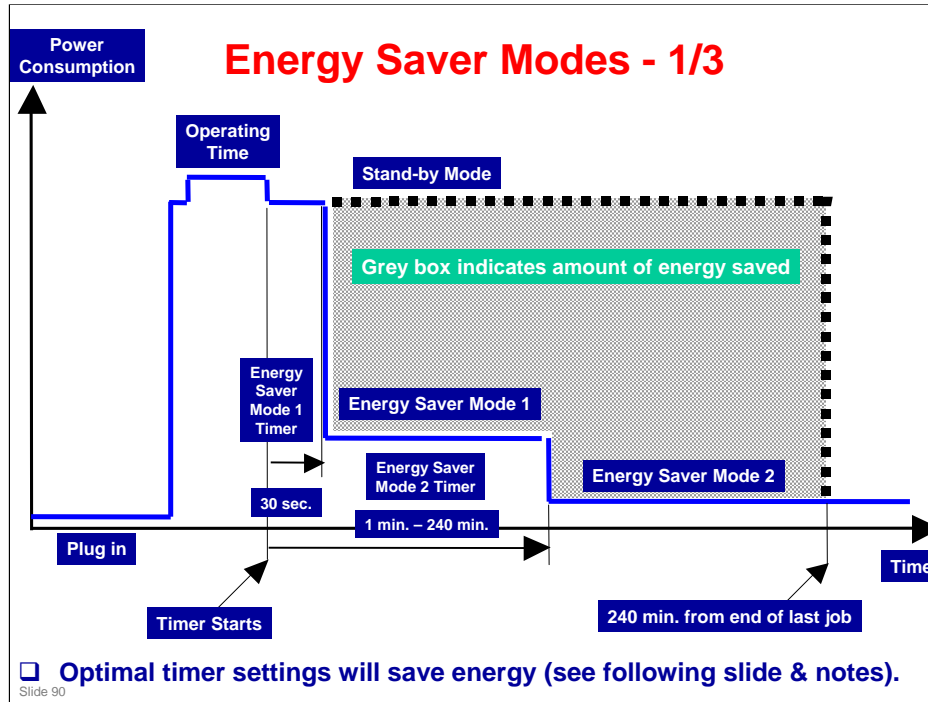 Power
Consumption
Energy Saver Modes - 1/3
Operating
Time
Stand-by Mode
Grey box indicates amount of energy saved
Energy
Saver
Mode 1
Timer
Energy Saver Mode 1
Energy Saver
Mode 2 Timer
Energy Saver Mode 2
30 sec.
1 min. – 240 min.
Plug in
Time
Timer Starts
240 min. from end of last job
❑ Optimal timer settings will save energy (see following slide & notes).
Slide 90